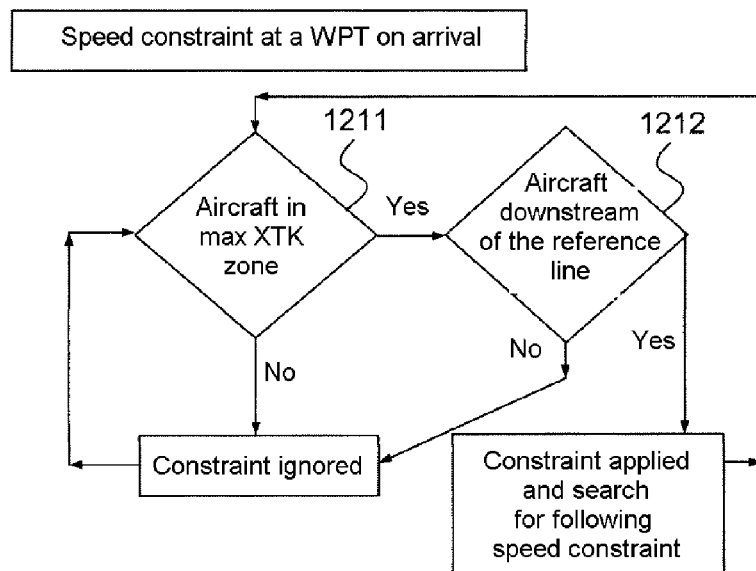 Speed constraint at a WPT on arrival
1211
1212
Aircraft in
max XTK
zone
Yes
Aircraft
downstream
of the reference
line
No
No
Yes
Constraint ignored
Constraint applied
and search
for following
speed constraint